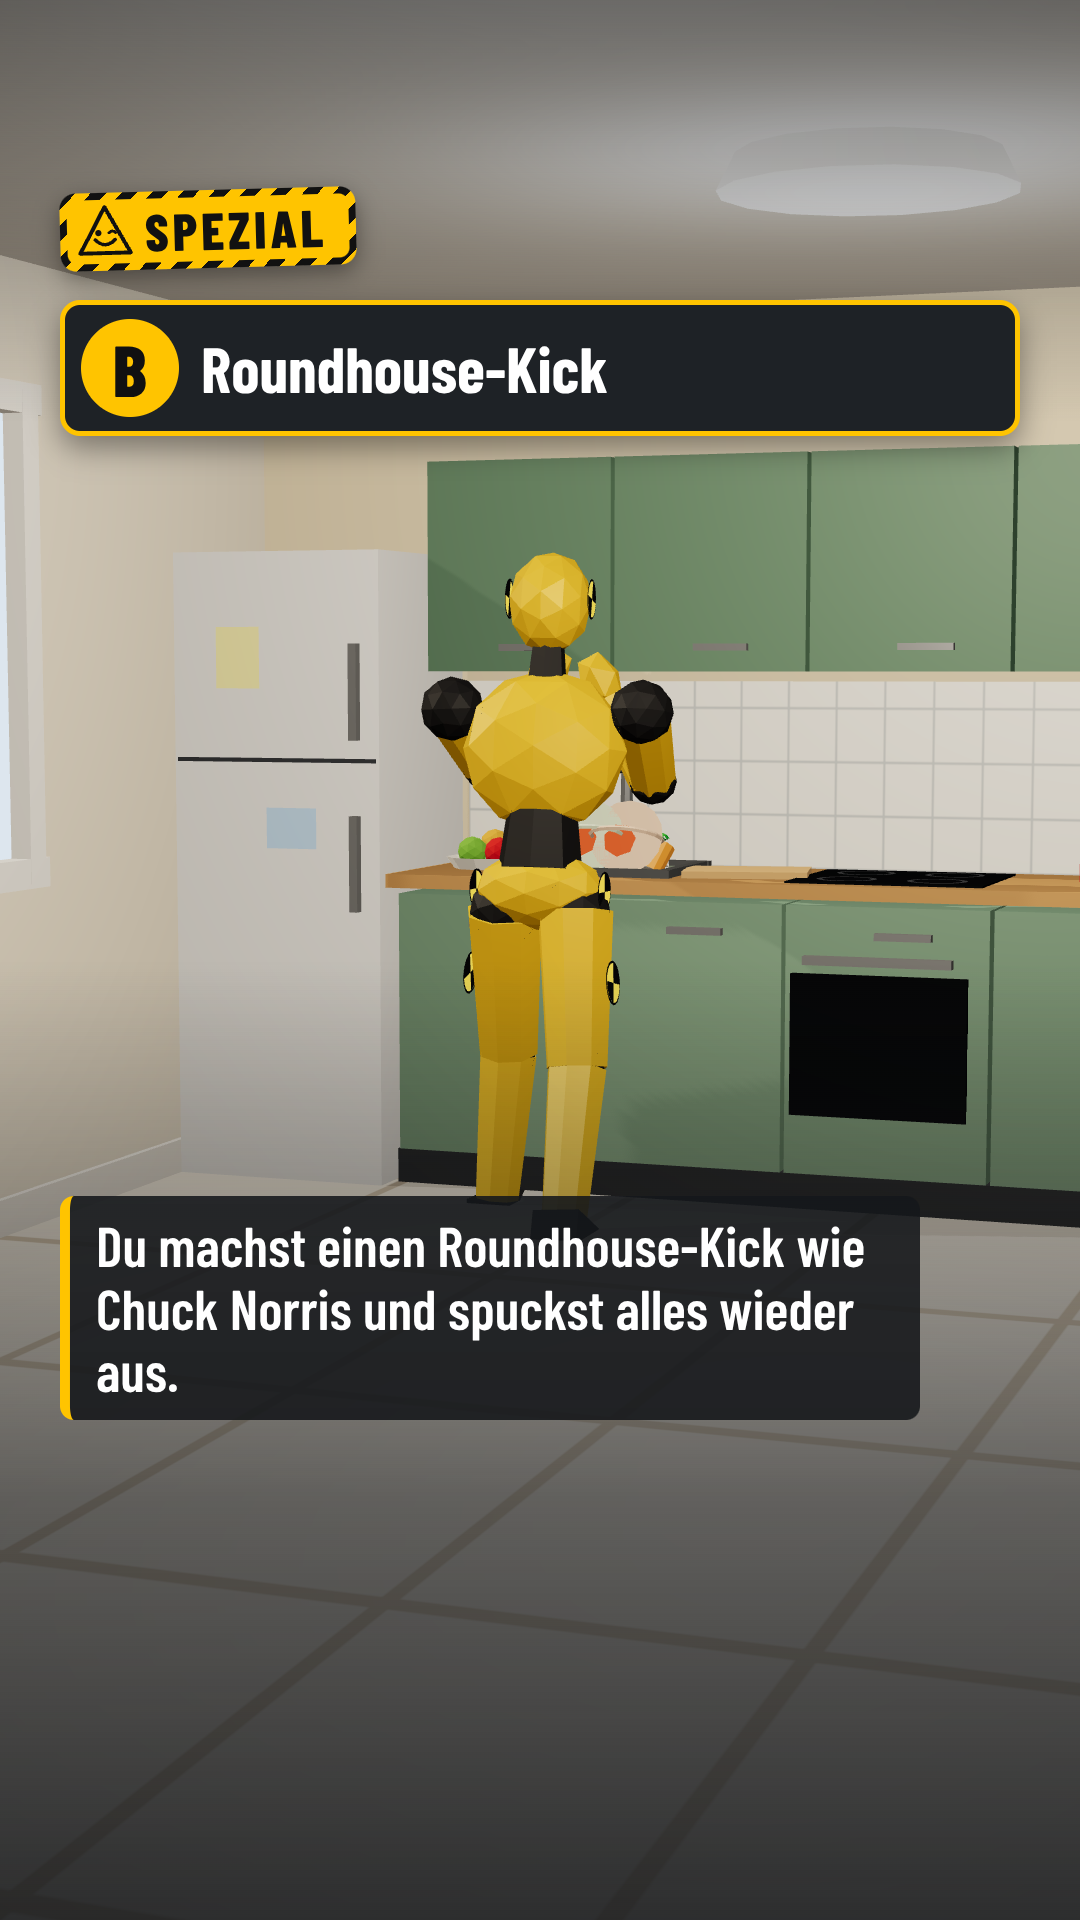 SPEZIAL
B Roundhouse-Kick
Du machst einen Roundhouse-Kick wie
Chuck Norris und spuckst alles wieder
aus.